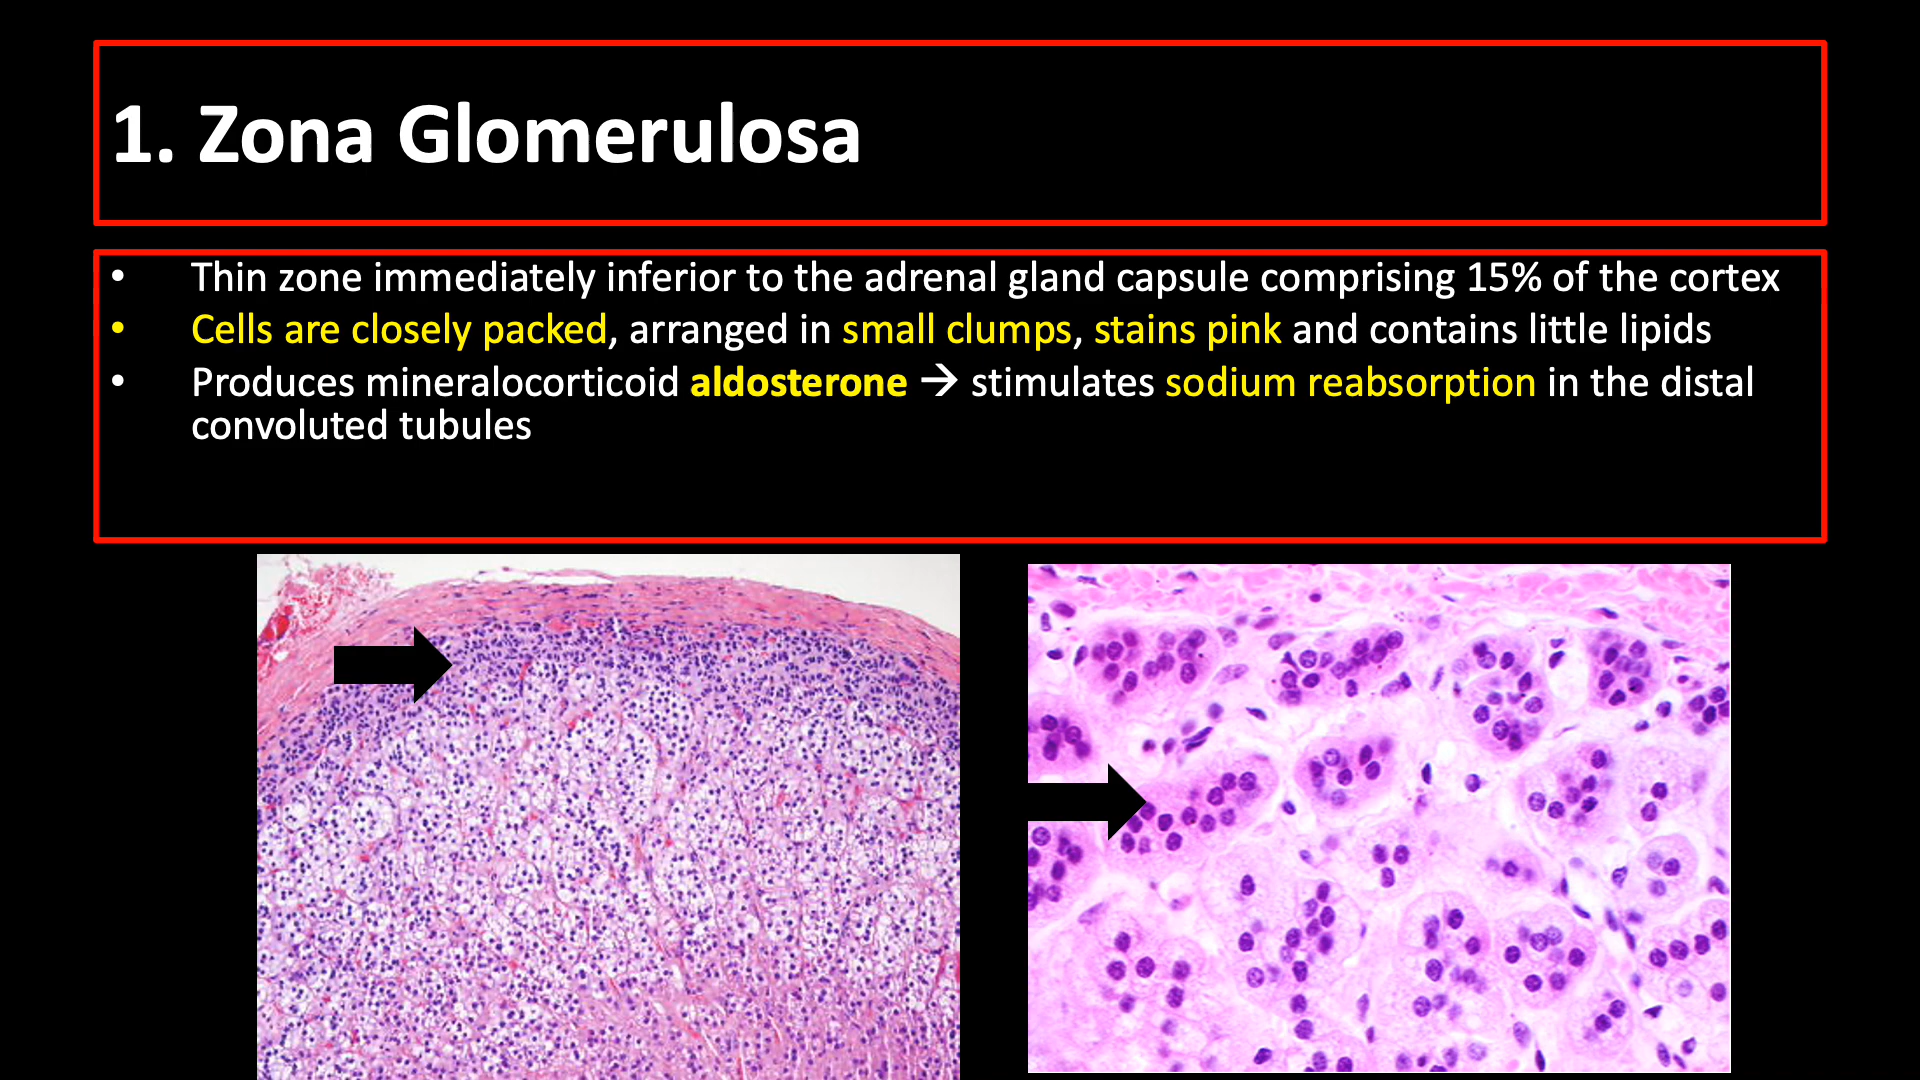 1. Zona Glomerulosa
• Thin zone immediately inferior to the adrenal gland capsule comprising 15% of the cortex
• Cells are closely packed, arranged in small clumps, stains pink and contains little lipids
• Produces mineralocorticoid aldosterone → stimulates sodium reabsorption in the distal
convoluted tubules